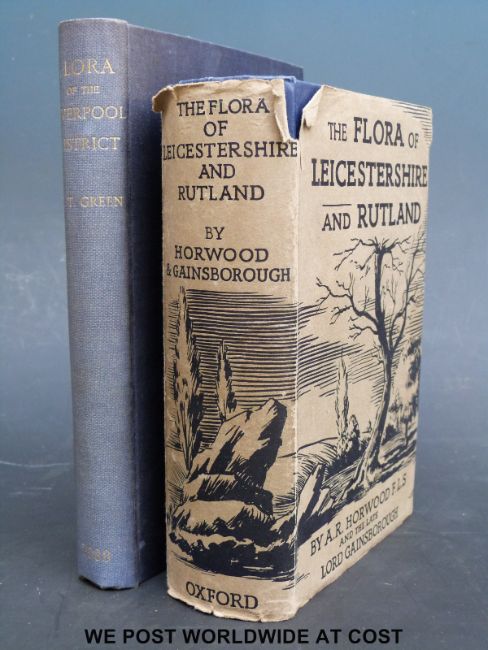 FLORA
OF THE
LIVERPOOL
DISTRICT
T. GREEN
THE FLORA
OF
LEICESTERSHIRE
AND
RUTLAND
BY
HORWOOD
& GAINSBOROUGH
OXFORD
THE FLORA OF
LEICESTERSHIRE
AND RUTLAND
BY A.R. HORWOOD F.L.S
AND THE LATE
LORD GAINSBOROUGH
WE POST WORLDWIDE AT COST